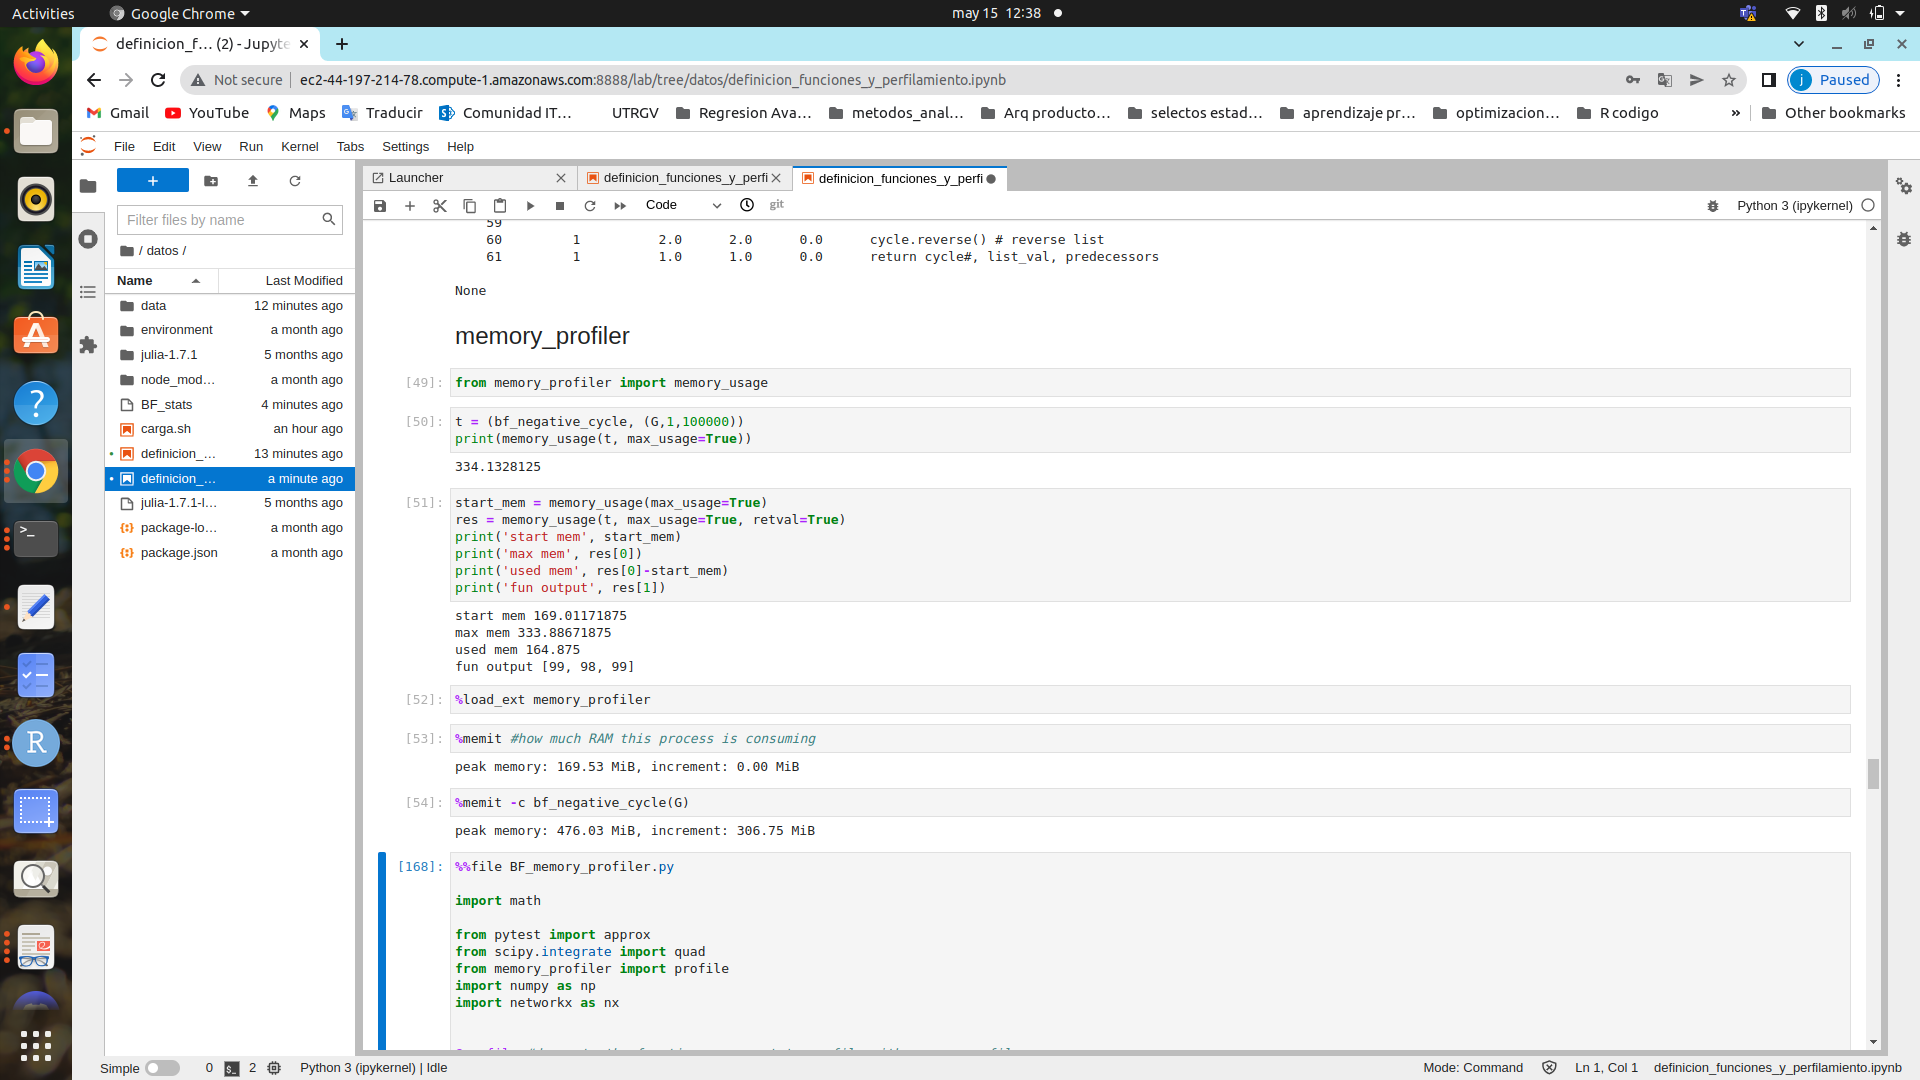 Activities
Google Chrome
may 15 12:38
definicion_f… (2) - Jupyte
Not secure
ec2-44-197-214-78.compute-1.amazonaws.com:8888/lab/tree/datos/definicion_funciones_y_perfilamiento.ipynb
j Paused
Gmail
YouTube
Maps
Traducir
Comunidad IT…
UTRGV
Regresion Ava…
metodos_anal…
Arq producto…
selectos estad…
aprendizaje pr…
optimizacion…
R codigo
»
Other bookmarks
File Edit View Run Kernel Tabs Settings Help
Filter files by name
/ datos /
Name Last Modified
data 12 minutes ago
environment a month ago
julia-1.7.1 5 months ago
node_mod… a month ago
BF_stats 4 minutes ago
carga.sh an hour ago
definicion_… 13 minutes ago
definicion_… a minute ago
julia-1.7.1-l… 5 months ago
package-lo… a month ago
package.json a month ago
Launcher
definicion_funciones_y_perfi
definicion_funciones_y_perfi
Code
git
Python 3 (ipykernel)
59
60 1 2.0 2.0 0.0 cycle.reverse() # reverse list
61 1 1.0 1.0 0.0 return cycle#, list_val, predecessors
None
memory_profiler
[49]: from memory_profiler import memory_usage
[50]: t = (bf_negative_cycle, (G,1,100000))
print(memory_usage(t, max_usage=True))
334.1328125
[51]: start_mem = memory_usage(max_usage=True)
res = memory_usage(t, max_usage=True, retval=True)
print('start mem', start_mem)
print('max mem', res[0])
print('used mem', res[0]-start_mem)
print('fun output', res[1])
start mem 169.01171875
max mem 333.88671875
used mem 164.875
fun output [99, 98, 99]
[52]: %load_ext memory_profiler
[53]: %memit #how much RAM this process is consuming
peak memory: 169.53 MiB, increment: 0.00 MiB
[54]: %memit -c bf_negative_cycle(G)
peak memory: 476.03 MiB, increment: 306.75 MiB
[168]: %%file BF_memory_profiler.py
import math
from pytest import approx
from scipy.integrate import quad
from memory_profiler import profile
import numpy as np
import networkx as nx
Simple 0 2 Python 3 (ipykernel) | Idle
Mode: Command
Ln 1, Col 1
definicion_funciones_y_perfilamiento.ipynb